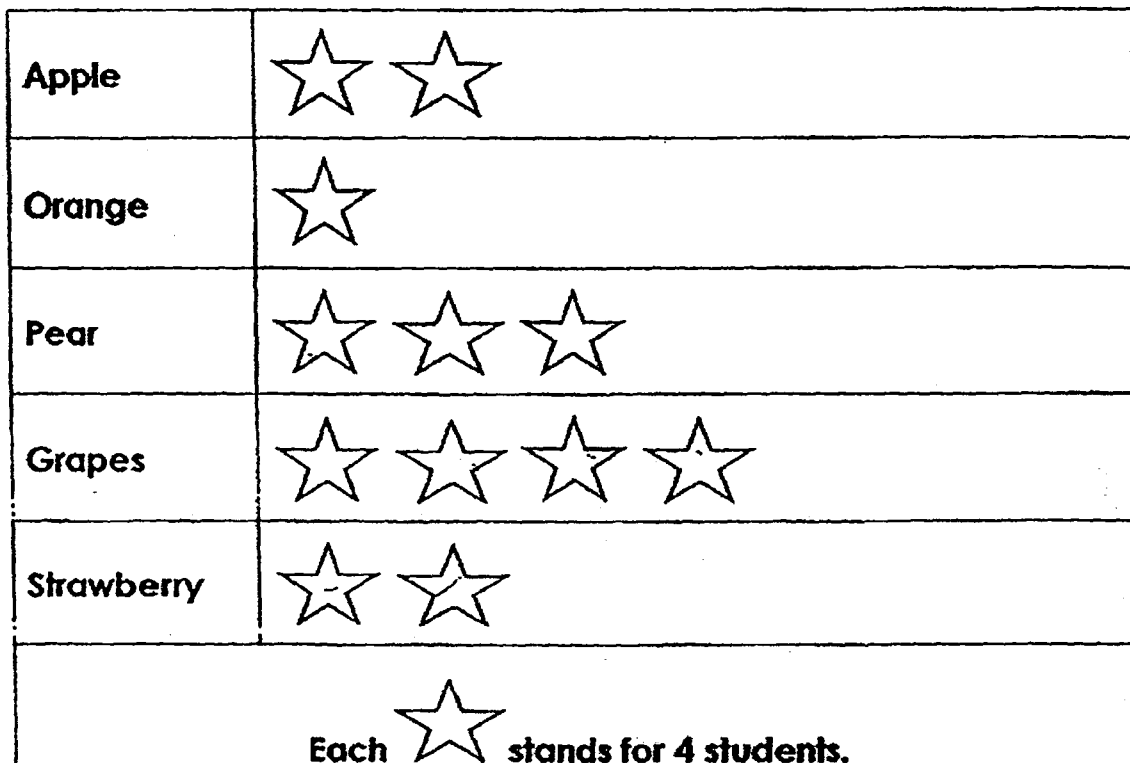 Apple
Orange
Pear
Grapes
Strawberry
Each stands for 4 students.